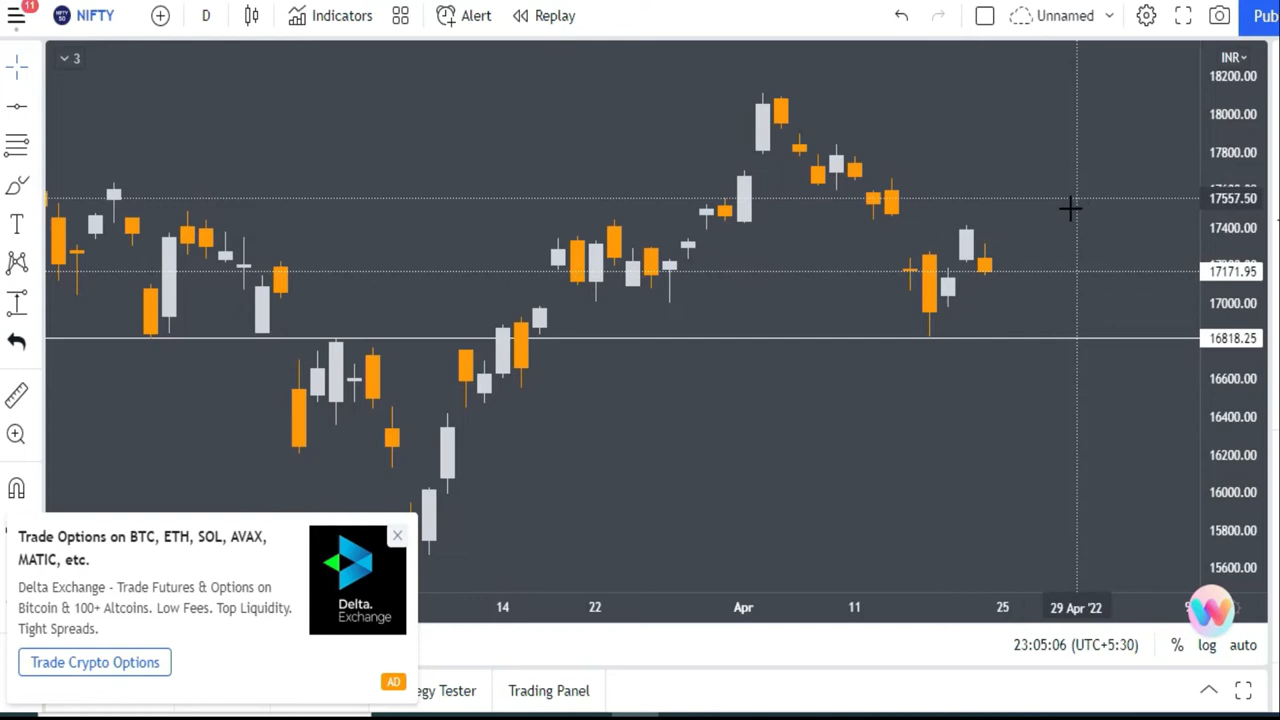 11
NIFTY 50
NIFTY
D
Indicators
Alert
Replay
Unnamed
Pub
3
INR
18200.00
18000.00
17800.00
17557.50
17400.00
17171.95
17000.00
16818.25
16600.00
16400.00
16200.00
16000.00
15800.00
15600.00
T
14
22
Apr
11
25
29 Apr '22
Trade Options on BTC, ETH, SOL, AVAX,
MATIC, etc.
Delta Exchange - Trade Futures & Options on
Bitcoin & 100+ Altcoins. Low Fees. Top Liquidity.
Tight Spreads.
Delta.
Exchange
Trade Crypto Options
AD
23:05:06 (UTC+5:30)
%
log
auto
egy Tester
Trading Panel